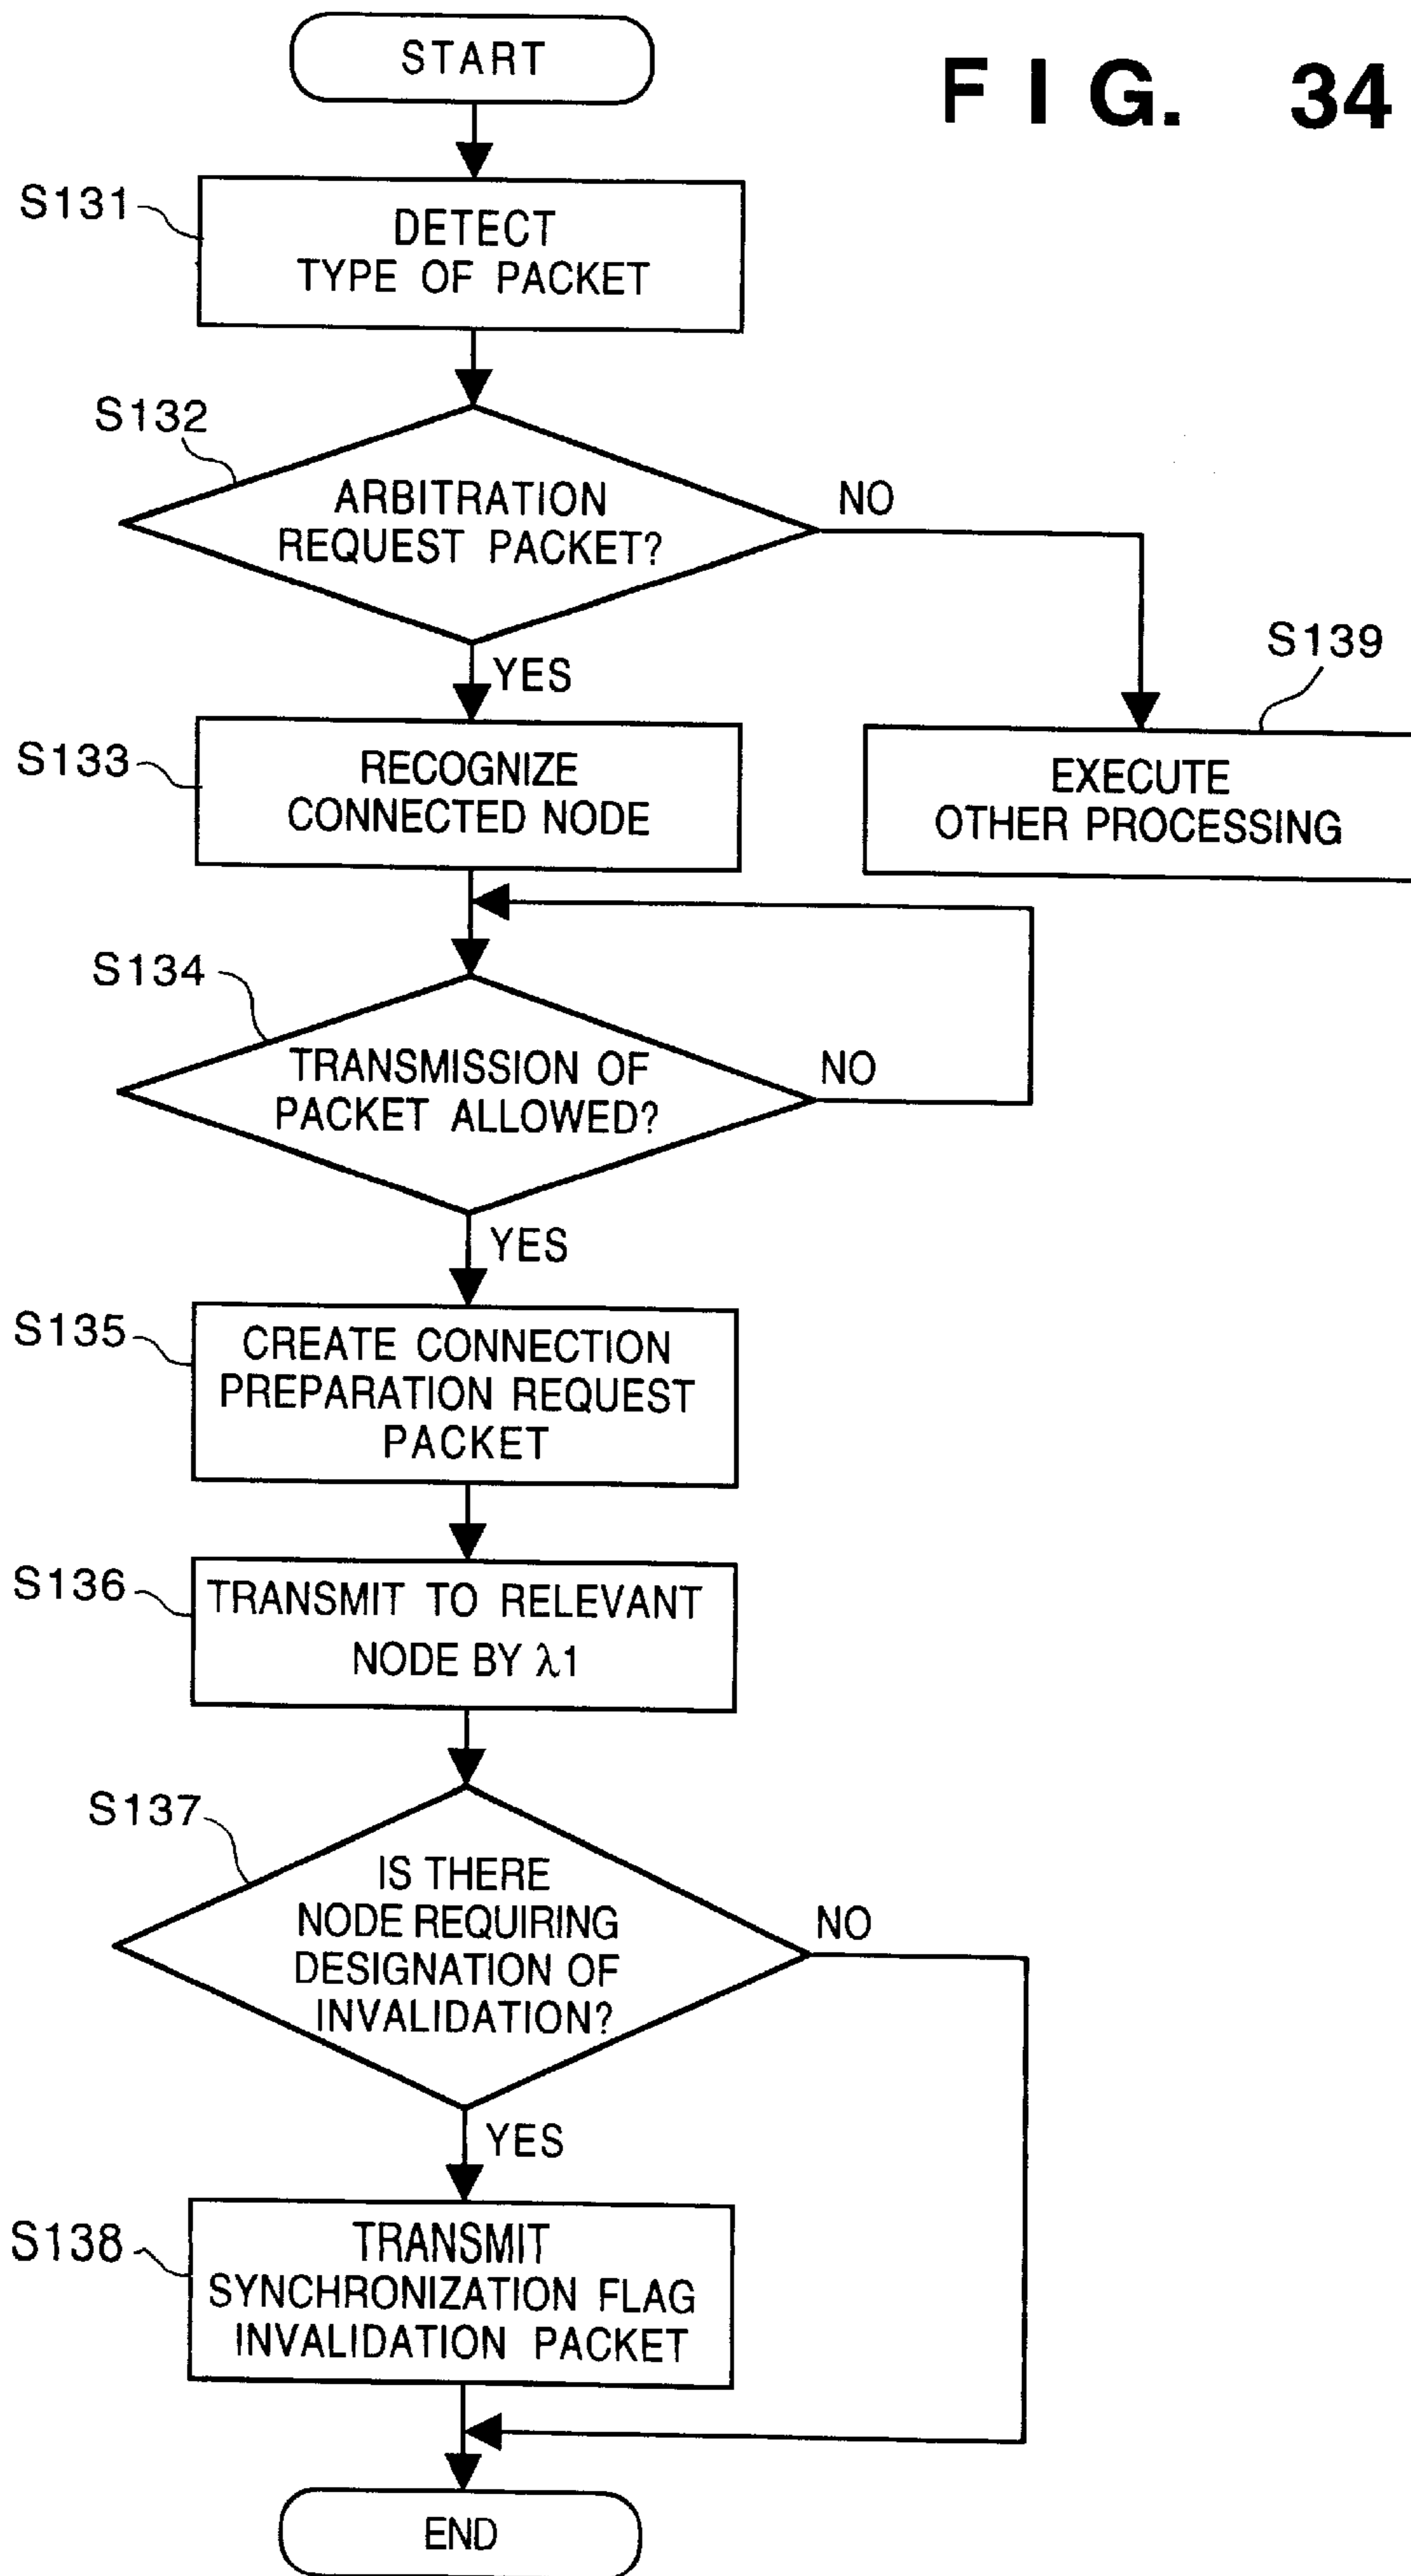 START
FIG. 34
S131
DETECT
TYPE OF PACKET
S132
ARBITRATION
REQUEST PACKET?
NO
YES
S139
S133
RECOGNIZE
CONNECTED NODE
EXECUTE
OTHER PROCESSING
S134
TRANSMISSION OF
PACKET ALLOWED?
NO
YES
S135
CREATE CONNECTION
PREPARATION REQUEST
PACKET
S136
TRANSMIT TO RELEVANT
NODE BY λ1
S137
IS THERE
NODE REQUIRING
DESIGNATION OF
INVALIDATION?
NO
YES
S138
TRANSMIT
SYNCHRONIZATION FLAG
INVALIDATION PACKET
END